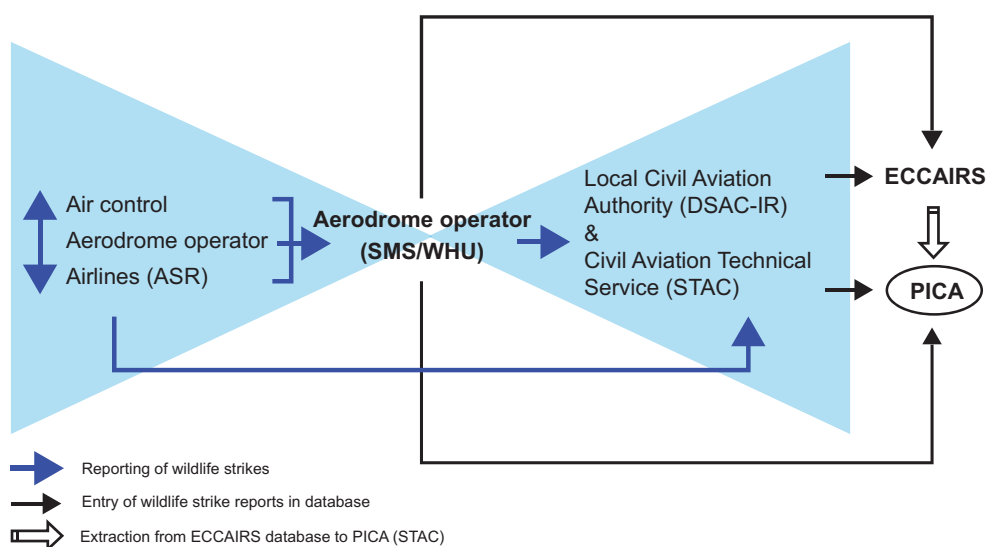 Air control
Aerodrome operator
Airlines (ASR)
Aerodrome operator
(SMS/WHU)
Local Civil Aviation
Authority (DSAC-IR)
&
Civil Aviation Technical
Service (STAC)
ECCAIRS
PICA
Reporting of wildlife strikes
Entry of wildlife strike reports in database
Extraction from ECCAIRS database to PICA (STAC)